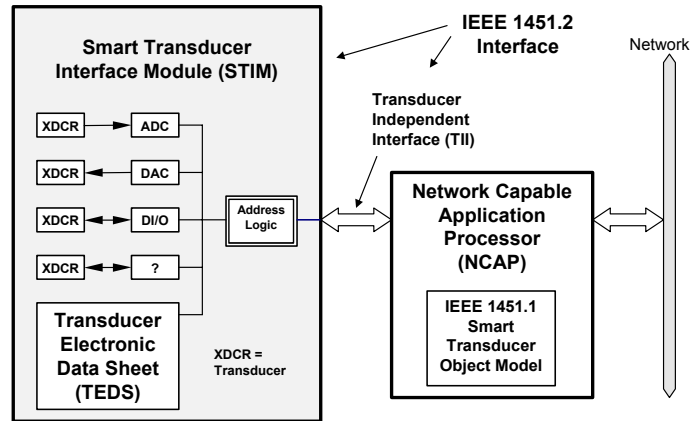 Smart Transducer
Interface Module (STIM)
XDCR
ADC
XDCR
DAC
XDCR
DI/O
XDCR
?
Address
Logic
Transducer
Electronic
Data Sheet
(TEDS)
XDCR =
Transducer
IEEE 1451.2
Interface
Transducer
Independent
Interface (TII)
Network Capable
Application
Processor
(NCAP)
IEEE 1451.1
Smart
Transducer
Object Model
Network